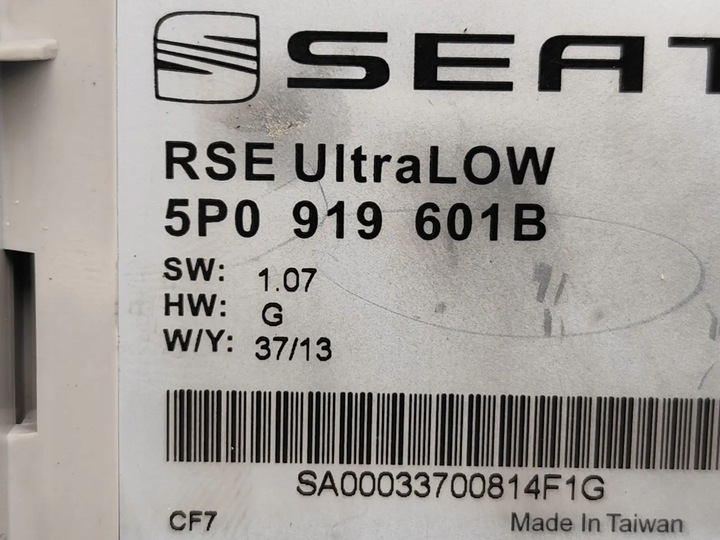 SEAT
RSE UltraLOW
5P0 919 601B
SW: 1.07
HW: G
W/Y: 37/13
SA00033700814F1G
CF7
Made In Taiwan